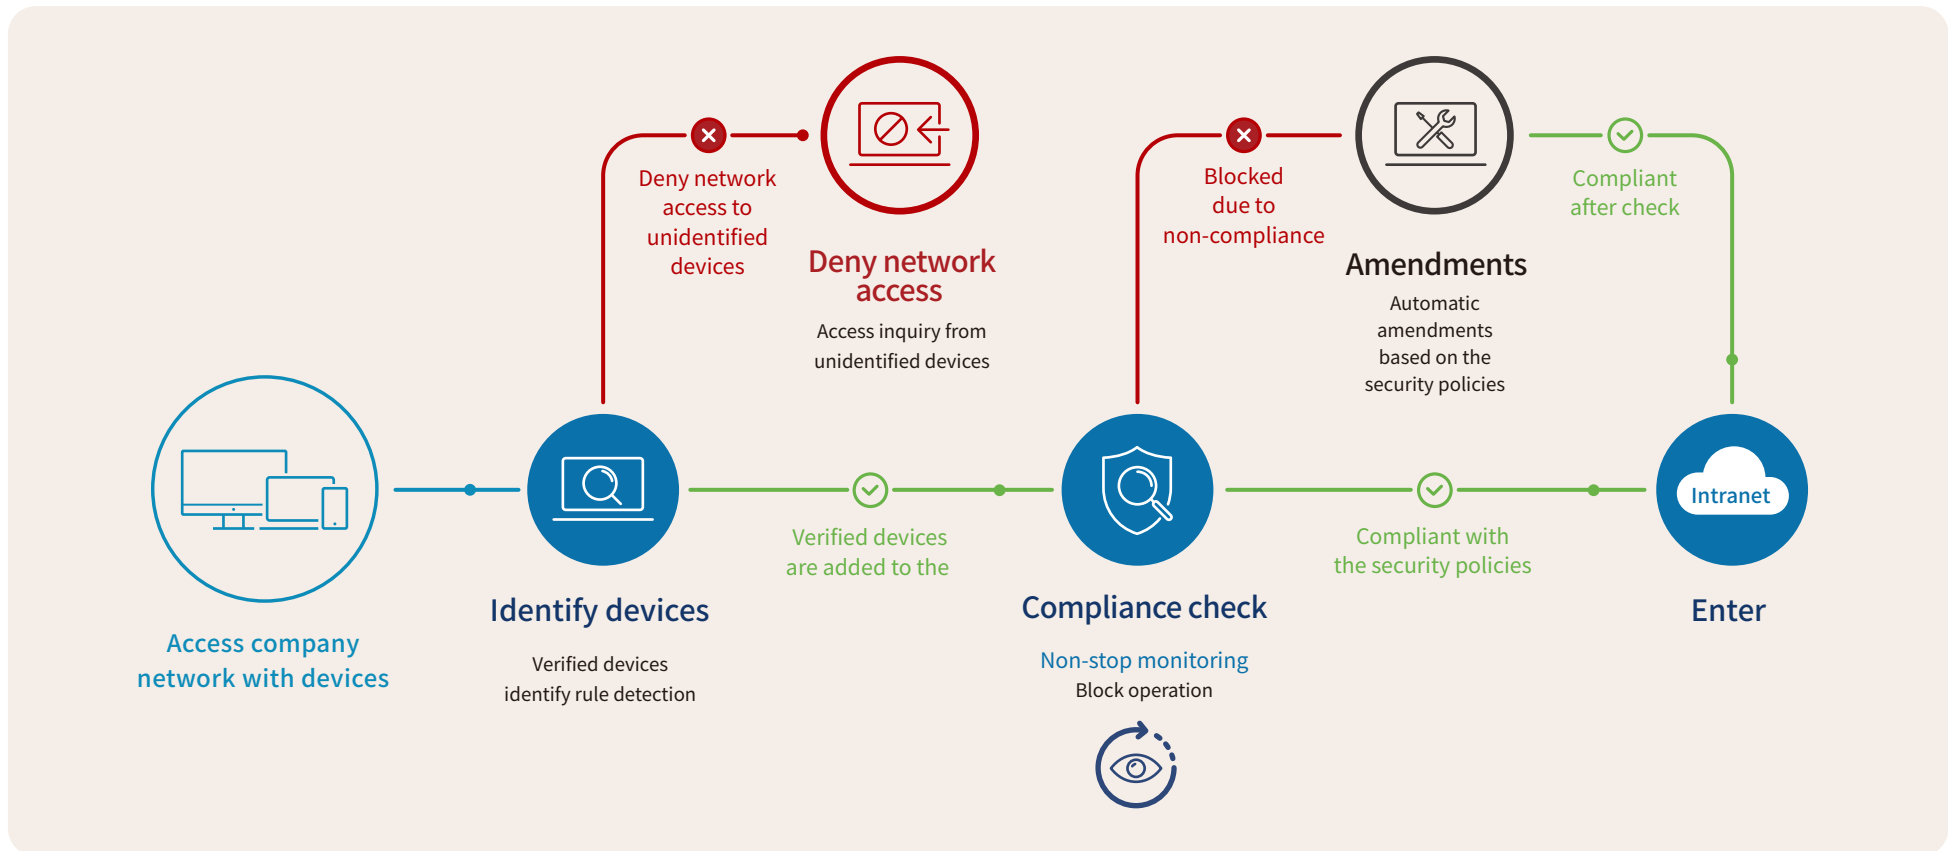 Deny network
access to
unidentified
devices
Deny network
access
Access inquiry from
unidentified devices
Blocked
due to
non-compliance
Amendments
Automatic
amendments
based on the
security policies
Compliant
after check
Access company
network with devices
Identify devices
Verified devices
identify rule detection
Verified devices
are added to the
Compliance check
Non-stop monitoring
Block operation
Compliant with
the security policies
Intranet
Enter